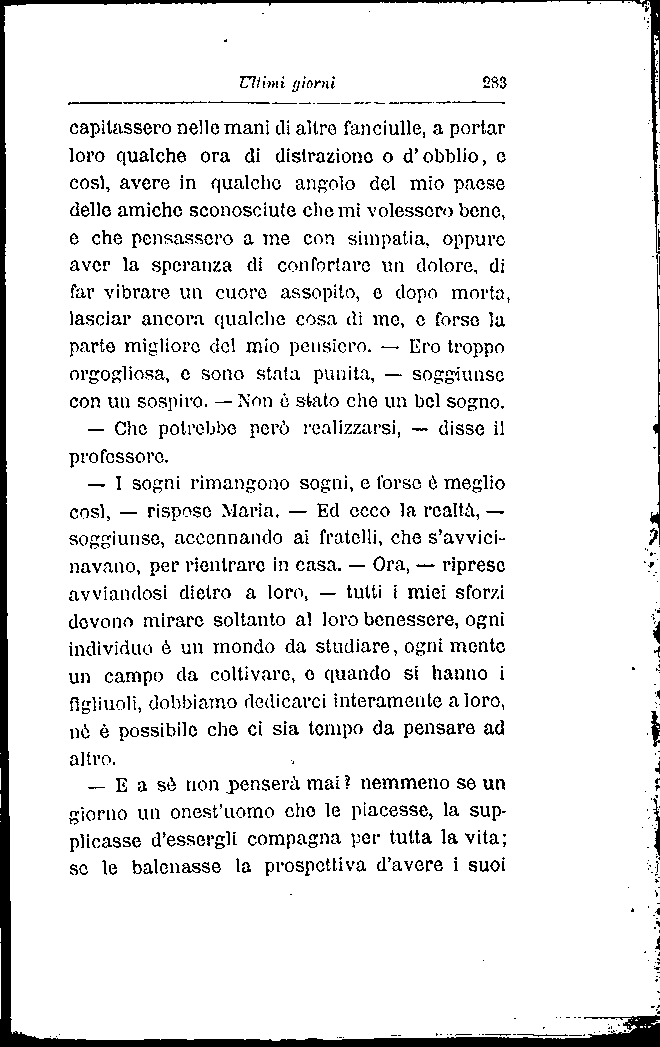 Ultimi giorni 283
capitassero nelle mani di altre fanciulle, a portar
loro qualche ora di distrazione o d'obblio, e
così, avere in qualche angolo del mio paese
delle amiche sconosciute che mi volessero bene,
e che pensassero a me con simpatia, oppure
aver la speranza di confortare un dolore, di
far vibrare un cuore assopito, e dopo morta,
lasciar ancora qualche cosa di me, e forse la
parte migliore del mio pensiero. — Ero troppo
orgogliosa, e sono stata punita, — soggiunse
con un sospiro. — Non è stato che un bel sogno.
— Che potrebbe però realizzarsi, — disse il
professore.
— I sogni rimangono sogni, e forse è meglio
così, — rispose Maria. — Ed ecco la realtà, —
soggiunse, accennando ai fratelli, che s'avvici-
navano, per rientrare in casa. — Ora, — riprese
avviandosi dietro a loro, — tutti i miei sforzi
devono mirare soltanto al loro benessere, ogni
individuo è un mondo da studiare, ogni mente
un campo da coltivare, e quando si hanno i
figliuoli, dobbiamo dedicarci interamente a loro,
nè è possibile che ci sia tempo da pensare ad
altro.
— E a sè non penserà mai? nemmeno se un
giorno un onest'uomo che le piacesse, la sup-
plicasse d'essergli compagna per tutta la vita;
se le balenasse la prospettiva d'avere i suoi